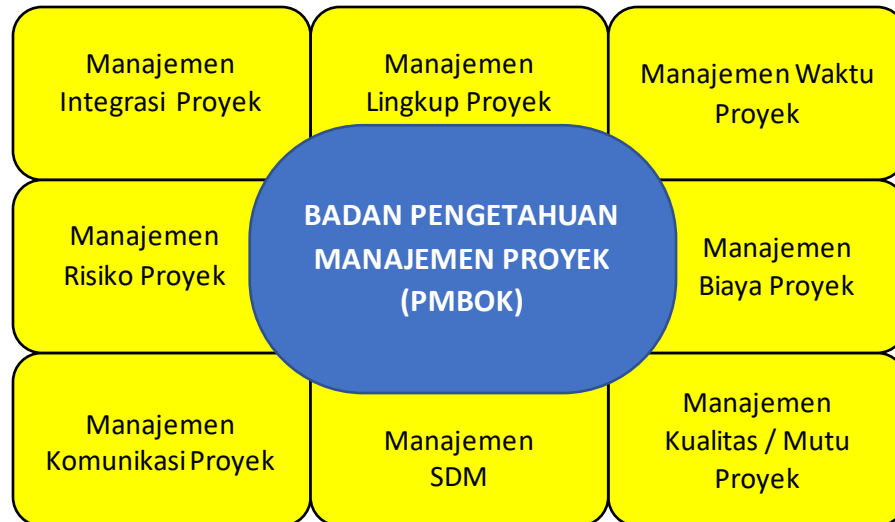 Manajemen
Integrasi Proyek
Manajemen
Lingkup Proyek
Manajemen Waktu
Proyek
Manajemen
Risiko Proyek
BADAN PENGETAHUAN
MANAJEMEN PROYEK
(PMBOK)
Manajemen
Biaya Proyek
Manajemen
Komunikasi Proyek
Manajemen
SDM
Manajemen
Kualitas / Mutu
Proyek